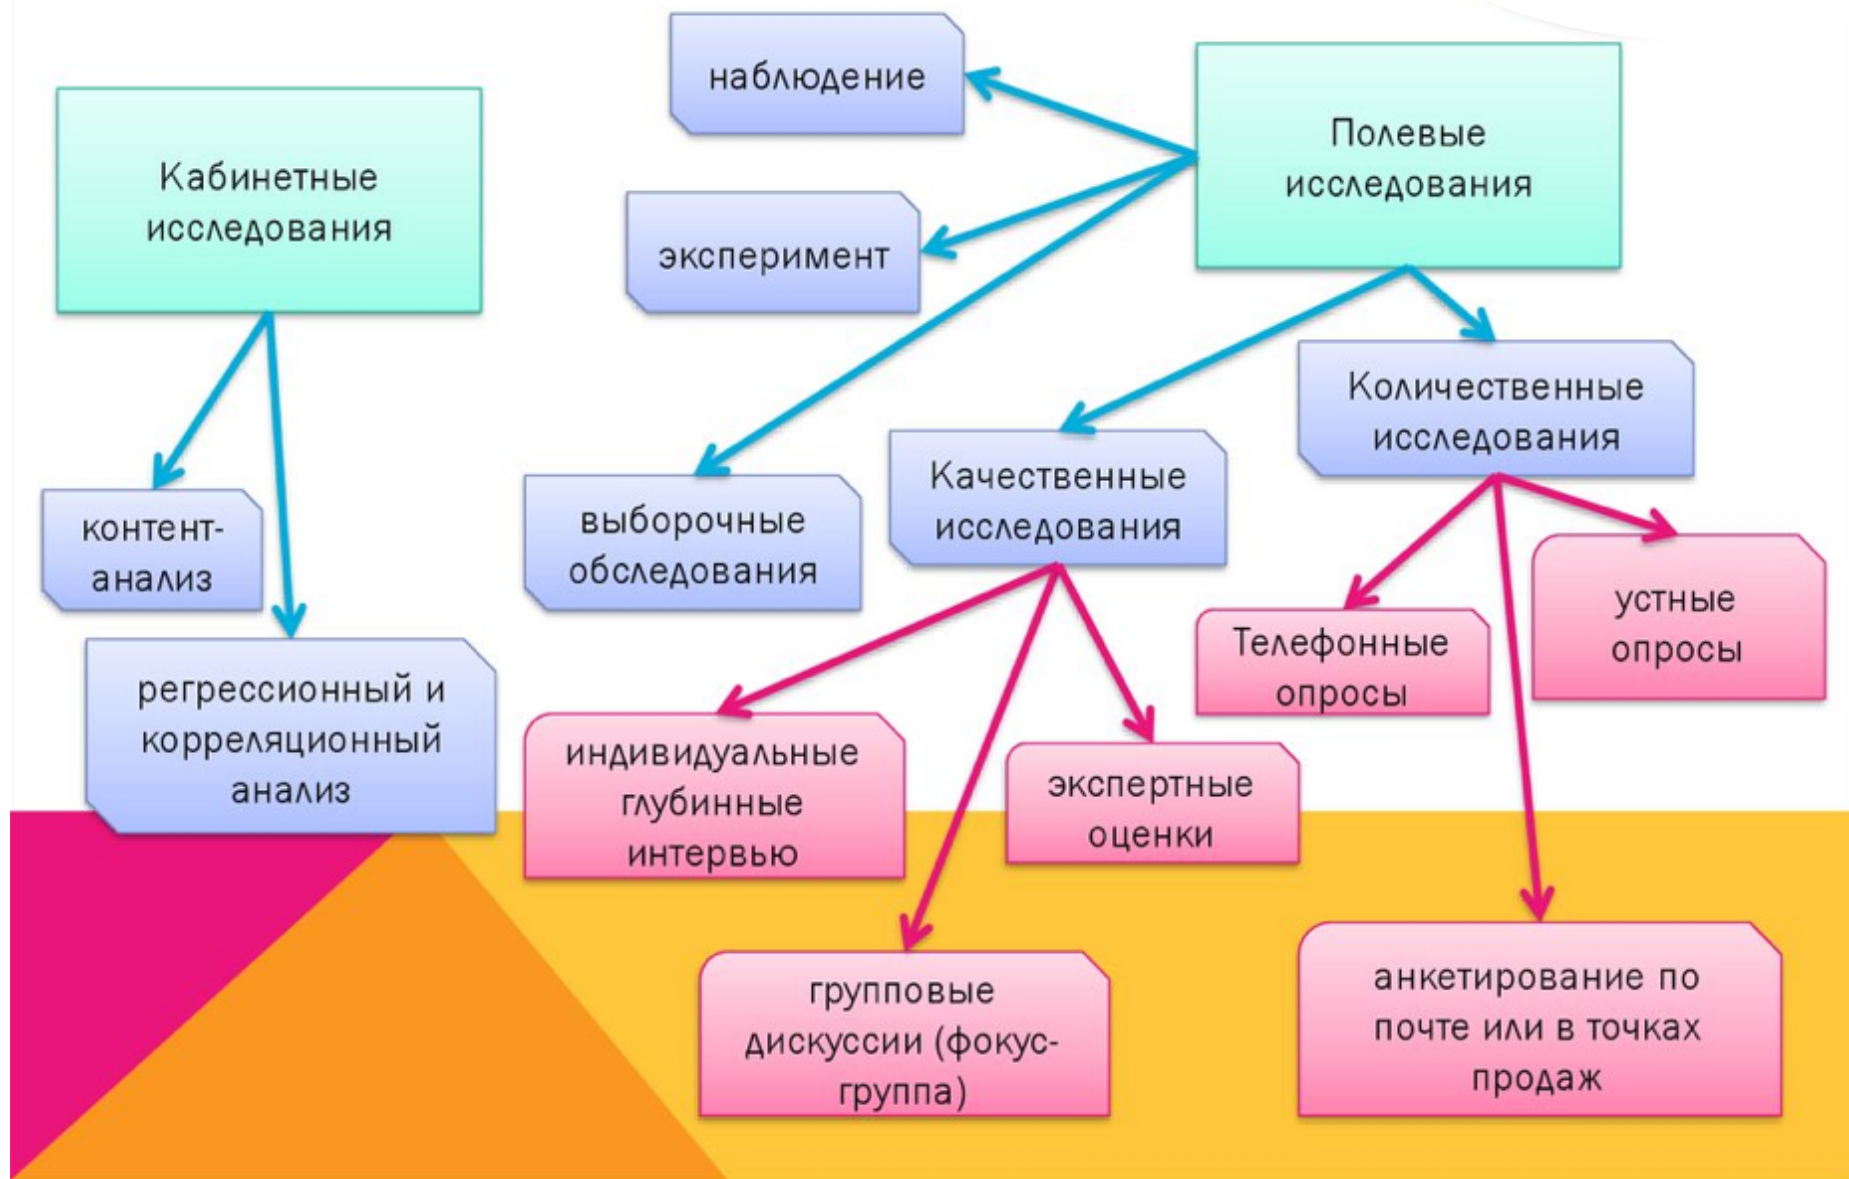 наблюдение
Полевые
исследования
Кабинетные
исследования
эксперимент
Количественные
исследования
Качественные
исследования
выборочные
обследования
контент-
анализ
устные
опросы
Телефонные
опросы
регрессионный и
корреляционный
анализ
индивидуальные
глубинные
интервью
экспертные
оценки
групповые
дискуссии (фокус-
группа)
анкетирование по
почте или в точках
продаж